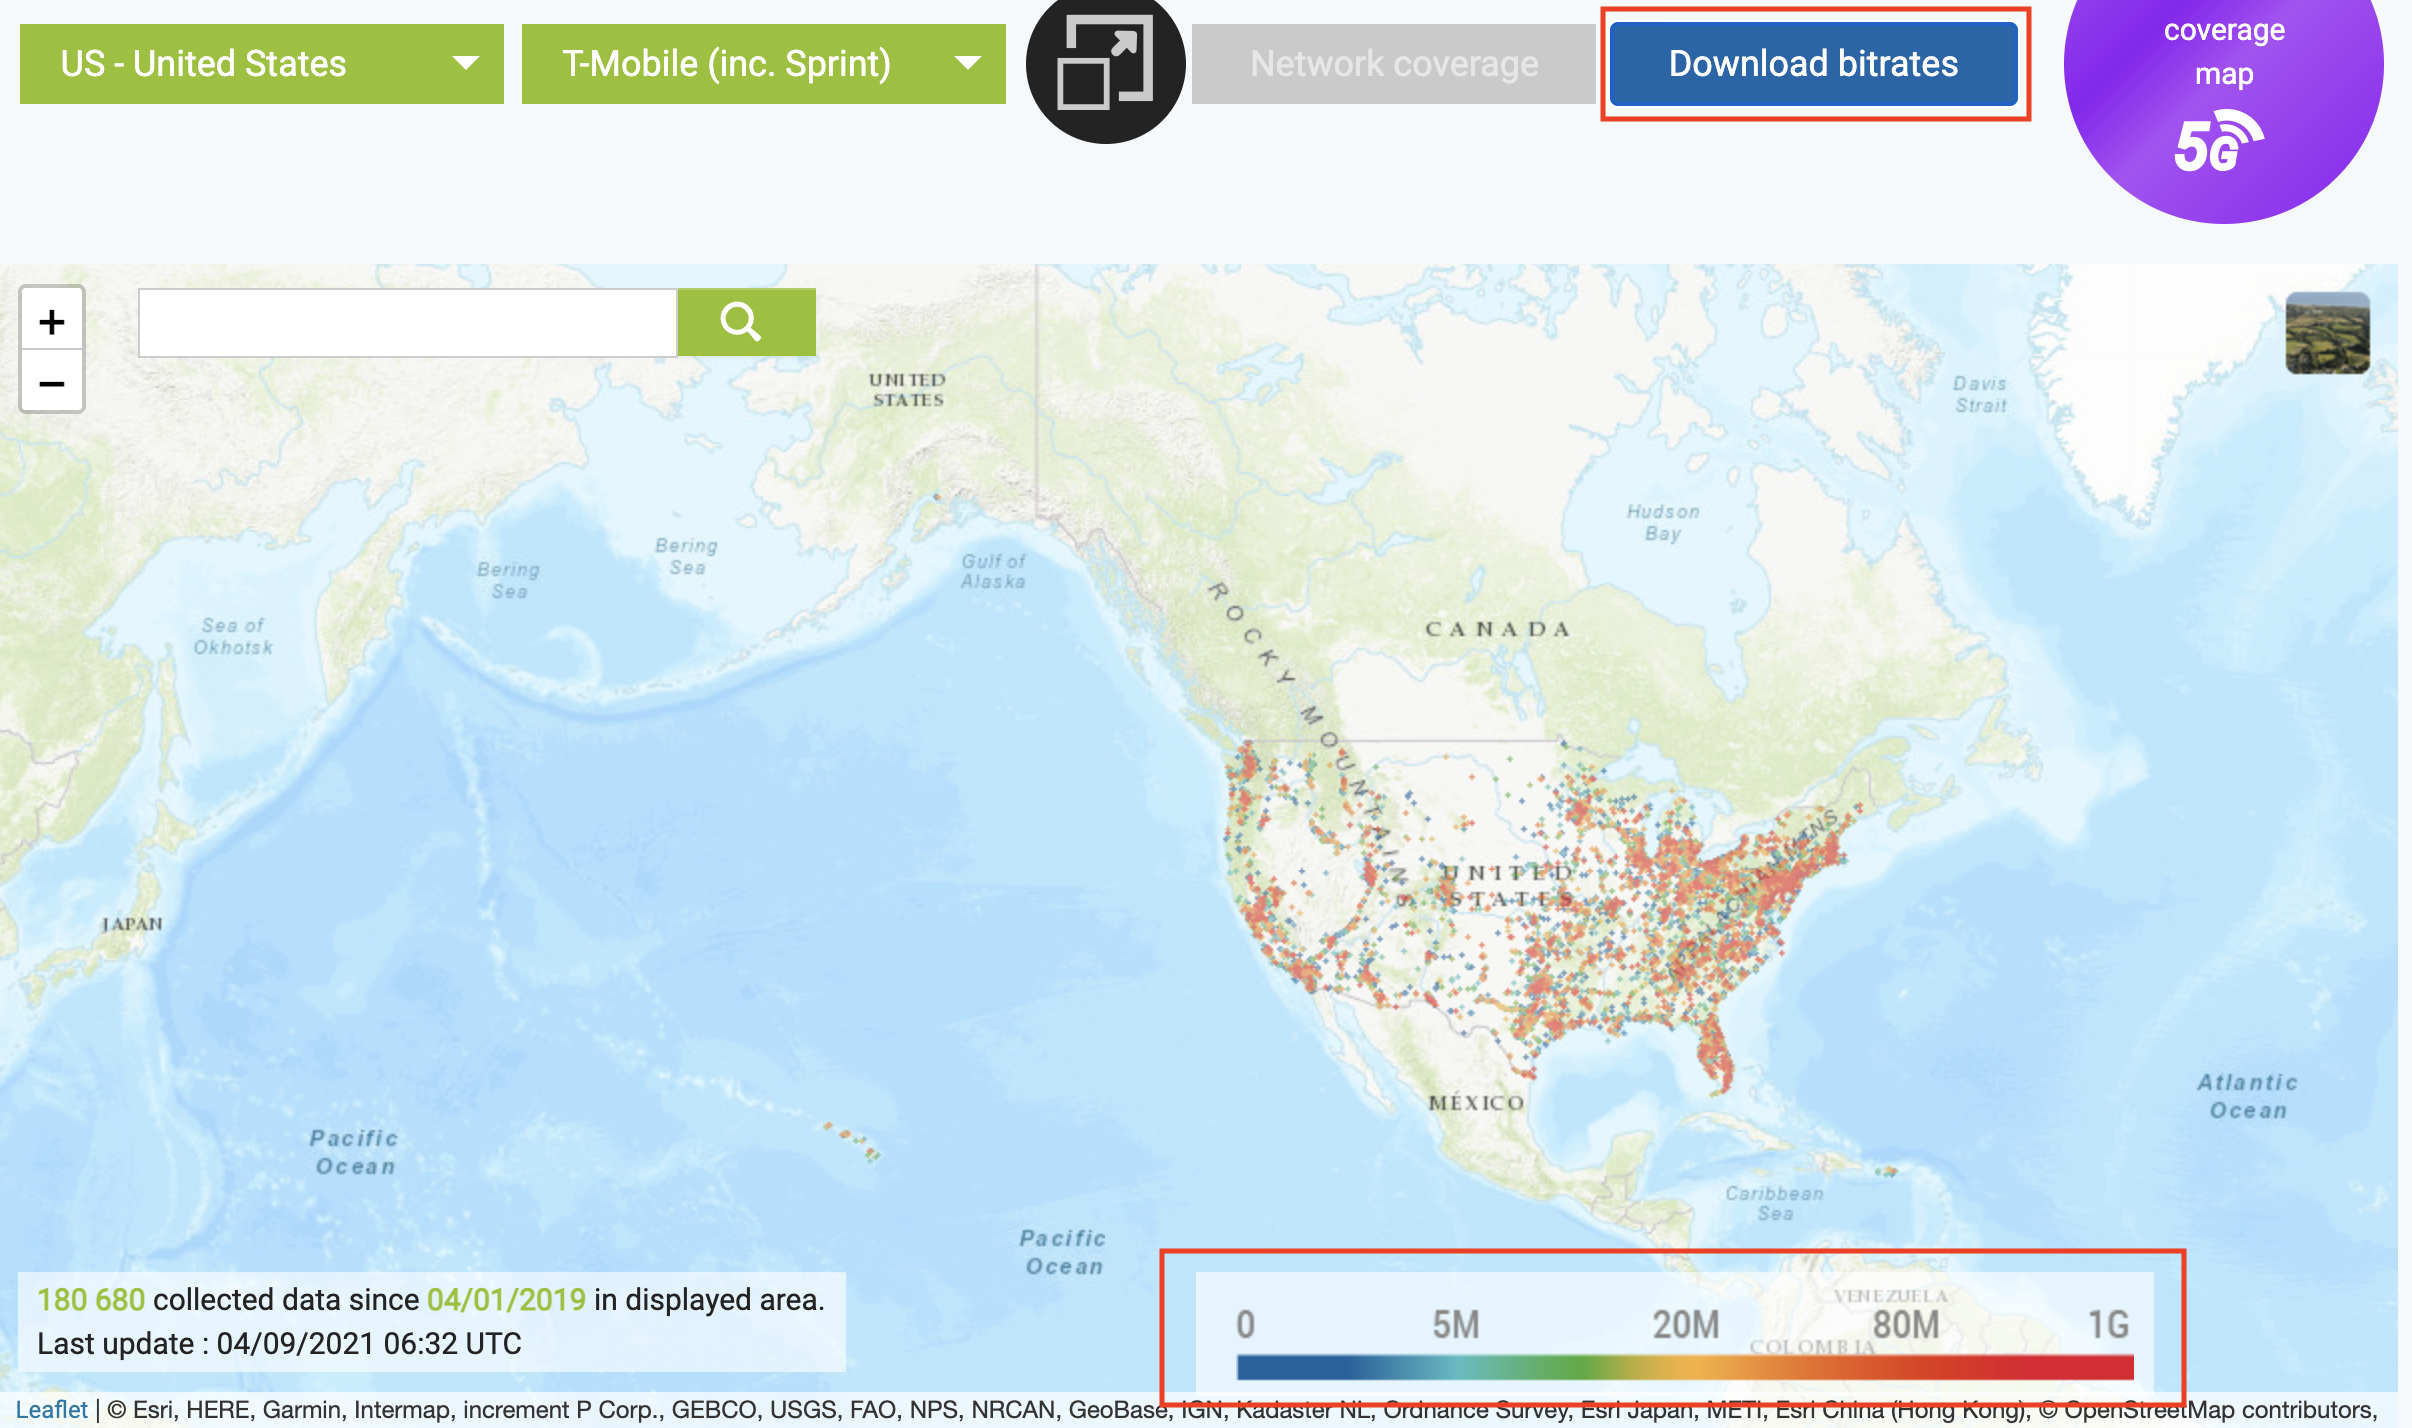 US - United States
T-Mobile (inc. Sprint)
Network coverage
Download bitrates
coverage
map
5G
+
−
UNITED
STATES
Davis
Strait
Hudson
Bay
Bering
Sea
Bering
Sea
Gulf of
Alaska
Sea of
Okhotsk
ROCKY MOUNTAINS
CANADA
UNITED
STATES
APPALACHIAN MTNS
JAPAN
MÉXICO
Atlantic
Ocean
Pacific
Ocean
Caribbean
Sea
Pacific
Ocean
VENEZUELA
COLOMBIA
180 680 collected data since 04/01/2019 in displayed area.
Last update : 04/09/2021 06:32 UTC
0 5M 20M 80M 1G
Leaflet | © Esri, HERE, Garmin, Intermap, increment P Corp., GEBCO, USGS, FAO, NPS, NRCAN, GeoBase, IGN, Kadaster NL, Ordnance Survey, Esri Japan, METI, Esri China (Hong Kong), © OpenStreetMap contributors,